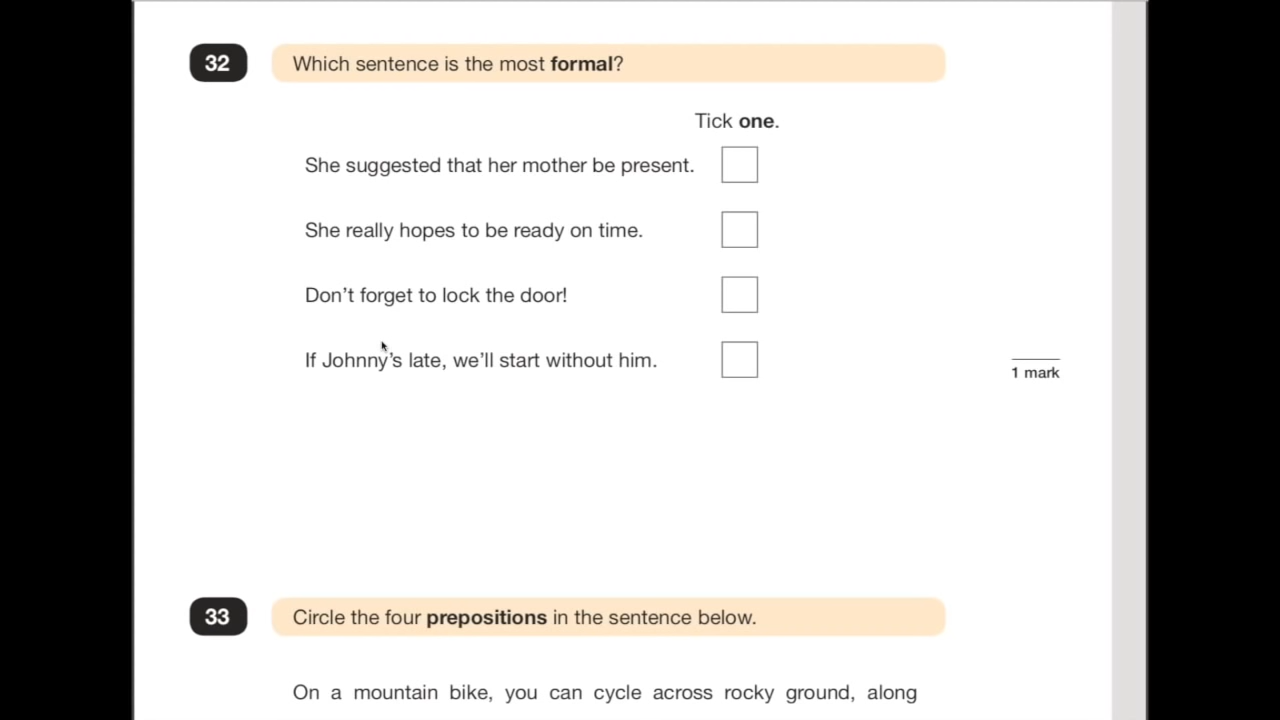 32 Which sentence is the most formal?
Tick one.
She suggested that her mother be present.
She really hopes to be ready on time.
Don’t forget to lock the door!
If Johnny’s late, we’ll start without him.
1 mark
33 Circle the four prepositions in the sentence below.
On a mountain bike, you can cycle across rocky ground, along